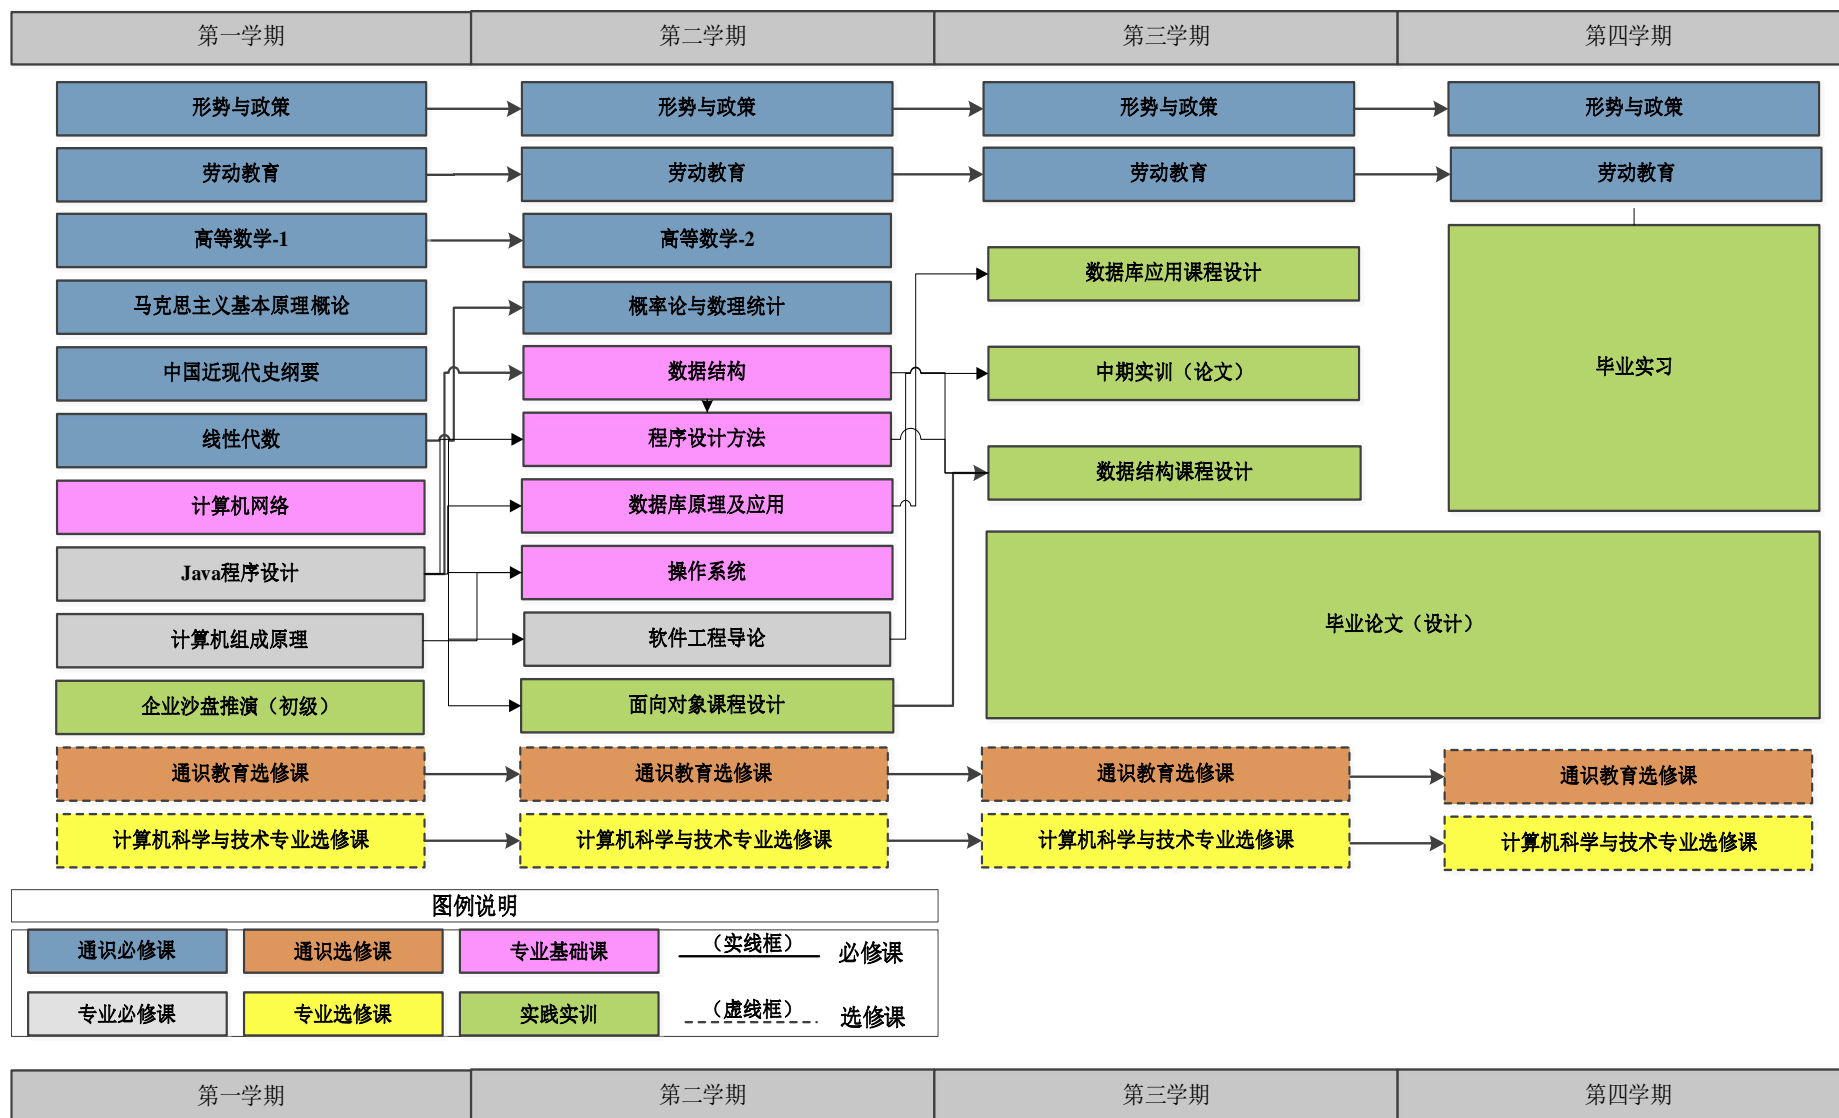 第一学期 第二学期 第三学期 第四学期
形势与政策 形势与政策 形势与政策 形势与政策
劳动教育 劳动教育 劳动教育 劳动教育
高等数学-1 高等数学-2
数据库应用课程设计
马克思主义基本原理概论 概率论与数理统计
中国近现代史纲要 数据结构 中期实训（论文） 毕业实习
线性代数 程序设计方法
数据结构课程设计
计算机网络 数据库原理及应用
Java程序设计 操作系统
毕业论文（设计）
计算机组成原理 软件工程导论
企业沙盘推演（初级） 面向对象课程设计
通识教育选修课 通识教育选修课 通识教育选修课 通识教育选修课
计算机科学与技术专业选修课 计算机科学与技术专业选修课 计算机科学与技术专业选修课 计算机科学与技术专业选修课
图例说明
通识必修课 通识选修课 专业基础课 （实线框） 必修课
专业必修课 专业选修课 实践实训 （虚线框） 选修课
第一学期 第二学期 第三学期 第四学期